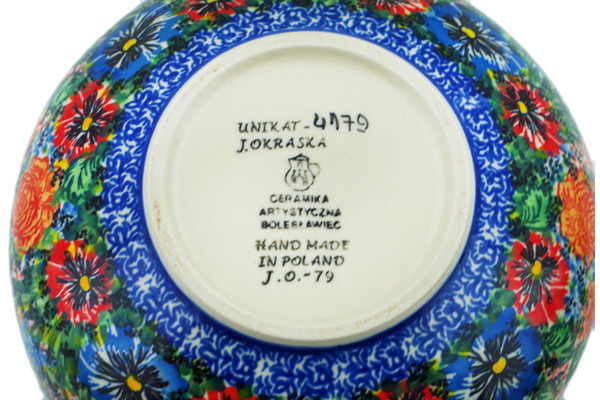 UNIKAT-4179
J.OKRASKA
CERAMIKA
ARTYSTYCZNA
BOLESŁAWIEC
HAND MADE
IN POLAND
J.O.-79